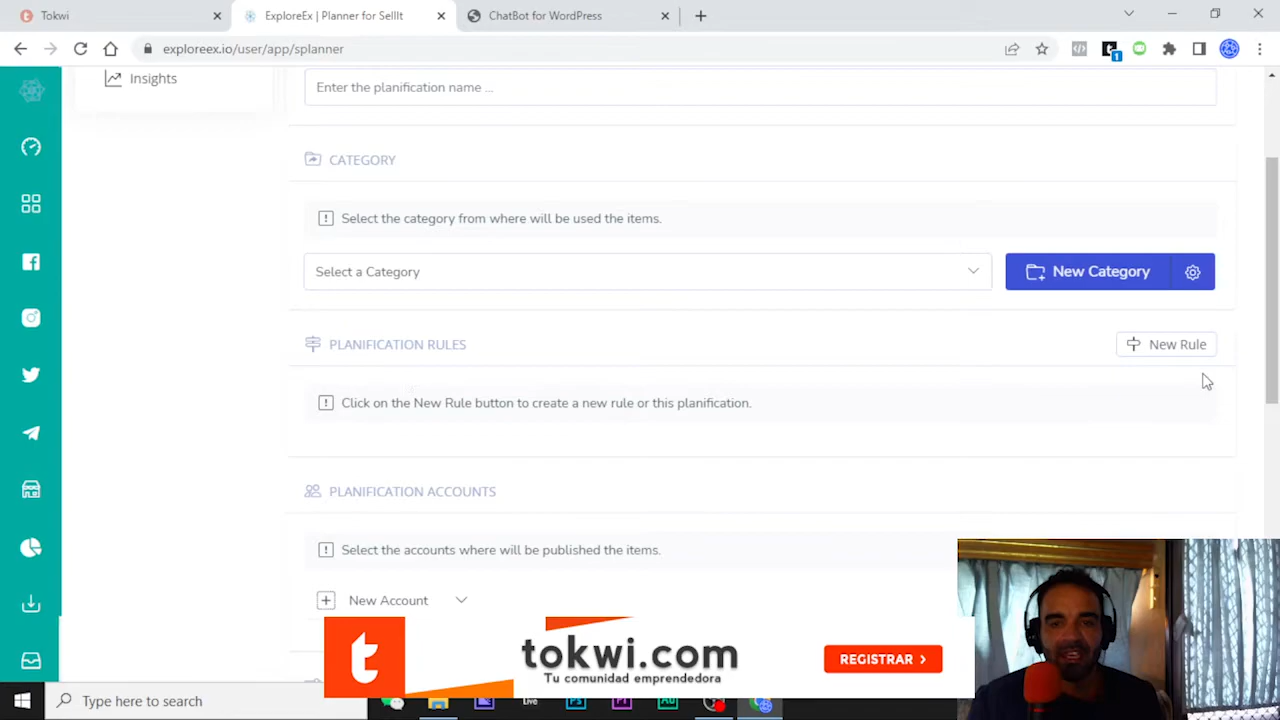 Tokwi
ExploreEx | Planner for SellIt
ChatBot for WordPress
exploreex.io/user/app/splanner
1
Insights
Enter the planification name ...
CATEGORY
Select the category from where will be used the items.
Select a Category
New Category
PLANIFICATION RULES
New Rule
Click on the New Rule button to create a new rule or this planification.
PLANIFICATION ACCOUNTS
Select the accounts where will be published the items.
New Account
t
tokwi.com
Tu comunidad emprendedora
REGISTRAR
Type here to search
Live
Ps
Au